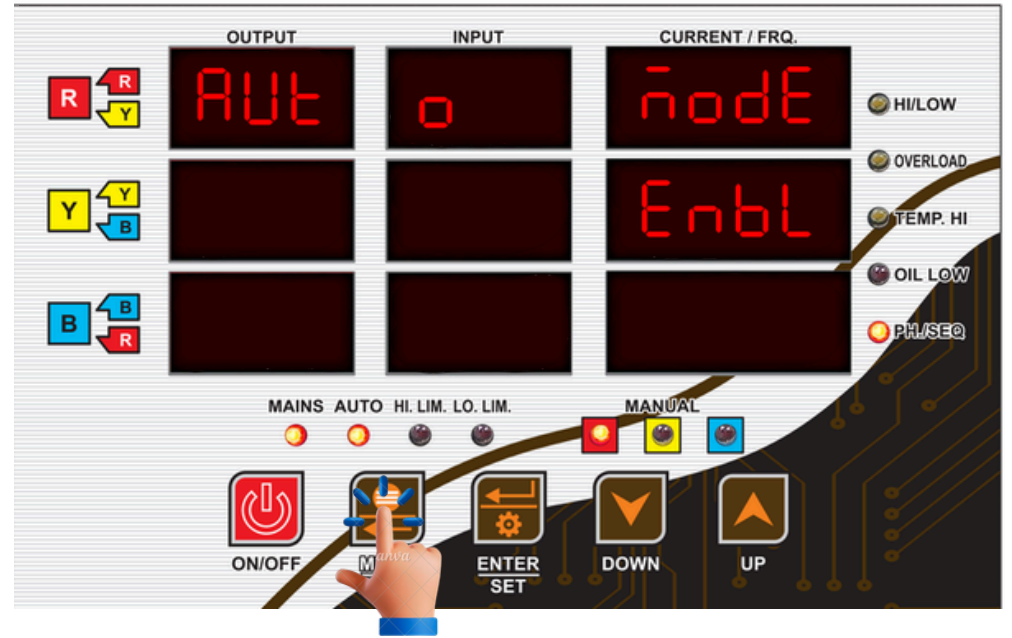 OUTPUT INPUT CURRENT / FRQ.
R R Y
AUt o nodE
HI/LOW
OVERLOAD
Y Y B
Enbl
TEMP. HI
OIL LOW
B B R
PH./SEQ
MAINS AUTO HI. LIM. LO. LIM. MANUAL
ON/OFF ENTER DOWN UP
SET